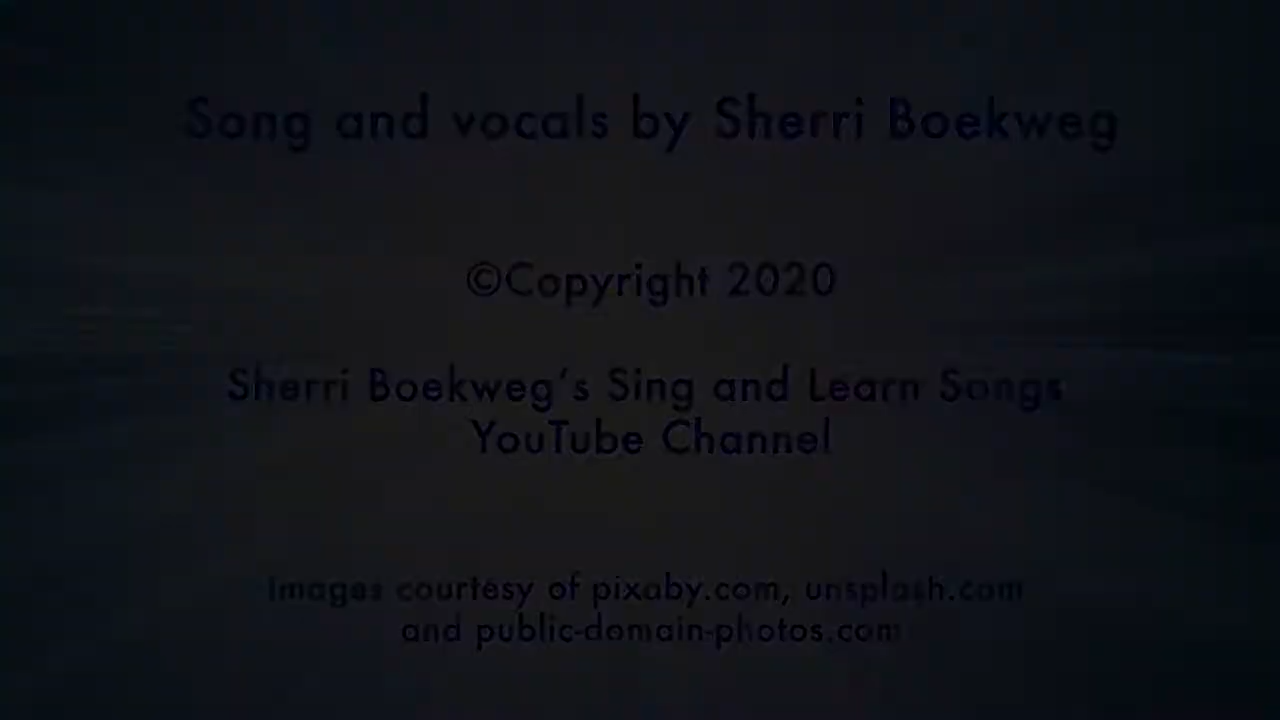 Song and vocals by Sherri Boekweg
©Copyright 2020
Sherri Boekweg's Sing and Learn Songs
YouTube Channel
Images courtesy of pixaby.com, unsplash.com
and public-domain-photos.com